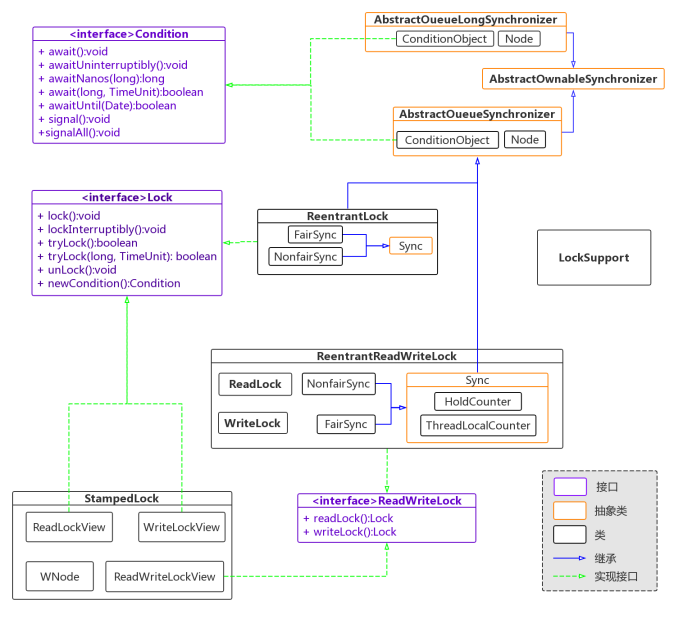 <interface>Condition
+ await():void
+ awaitUninterruptibly():void
+ awaitNanos(long):long
+ await(long, TimeUnit):boolean
+ awaitUntil(Date):boolean
+ signal():void
+signalAll():void
AbstractOueueLongSynchronizer
ConditionObject
Node
AbstractOwnableSynchronizer
AbstractOueueSynchronizer
ConditionObject
Node
<interface>Lock
+ lock():void
+ lockInterruptibly():void
+ tryLock():boolean
+ tryLock(long, TimeUnit): boolean
+ unLock():void
+ newCondition():Condition
ReentrantLock
FairSync
NonfairSync
Sync
LockSupport
ReentrantReadWriteLock
ReadLock
WriteLock
NonfairSync
FairSync
Sync
HoldCounter
ThreadLocalCounter
StampedLock
ReadLockView
WriteLockView
WNode
ReadWriteLockView
<interface>ReadWriteLock
+ readLock():Lock
+ writeLock():Lock
接口
抽象类
类
继承
实现接口